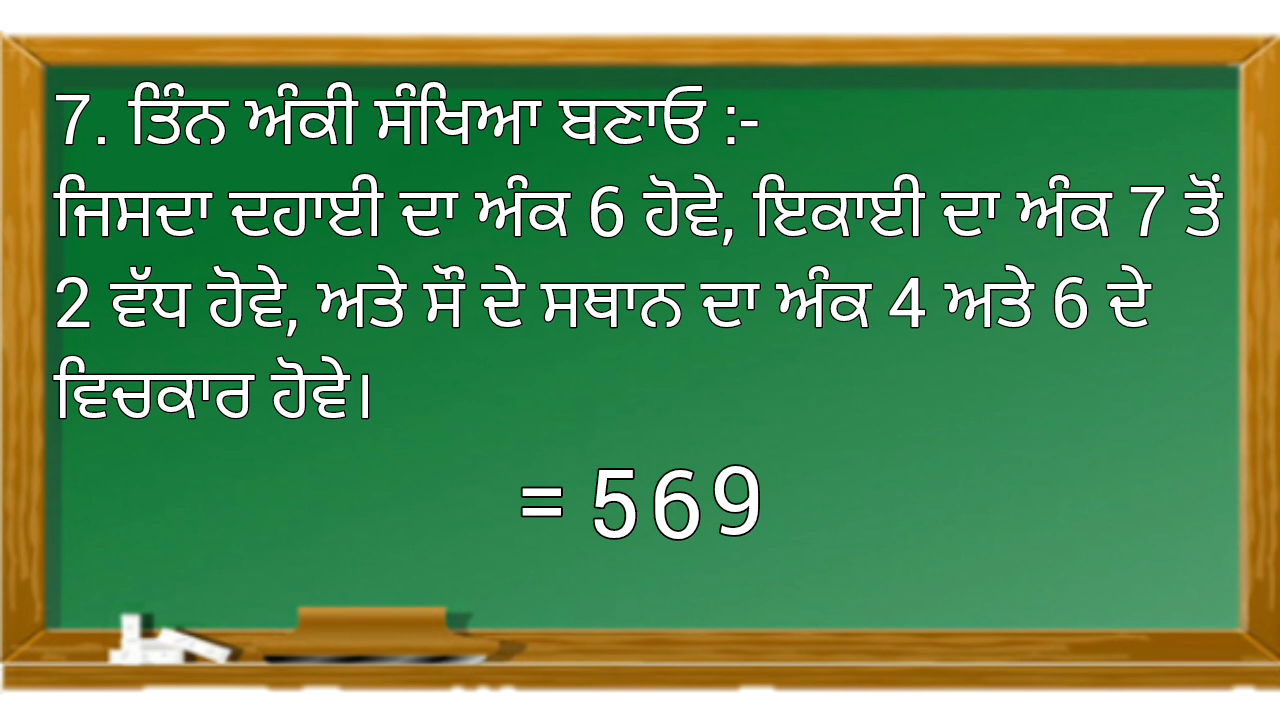 7. ਤਿੰਨ ਅੰਕੀ ਸੰਖਿਆ ਬਣਾਓ :-
ਜਿਸਦਾ ਦਹਾਈ ਦਾ ਅੰਕ 6 ਹੋਵੇ, ਇਕਾਈ ਦਾ ਅੰਕ 7 ਤੋਂ
2 ਵੱਧ ਹੋਵੇ, ਅਤੇ ਸੌ ਦੇ ਸਥਾਨ ਦਾ ਅੰਕ 4 ਅਤੇ 6 ਦੇ
ਵਿਚਕਾਰ ਹੋਵੇ।
= 569